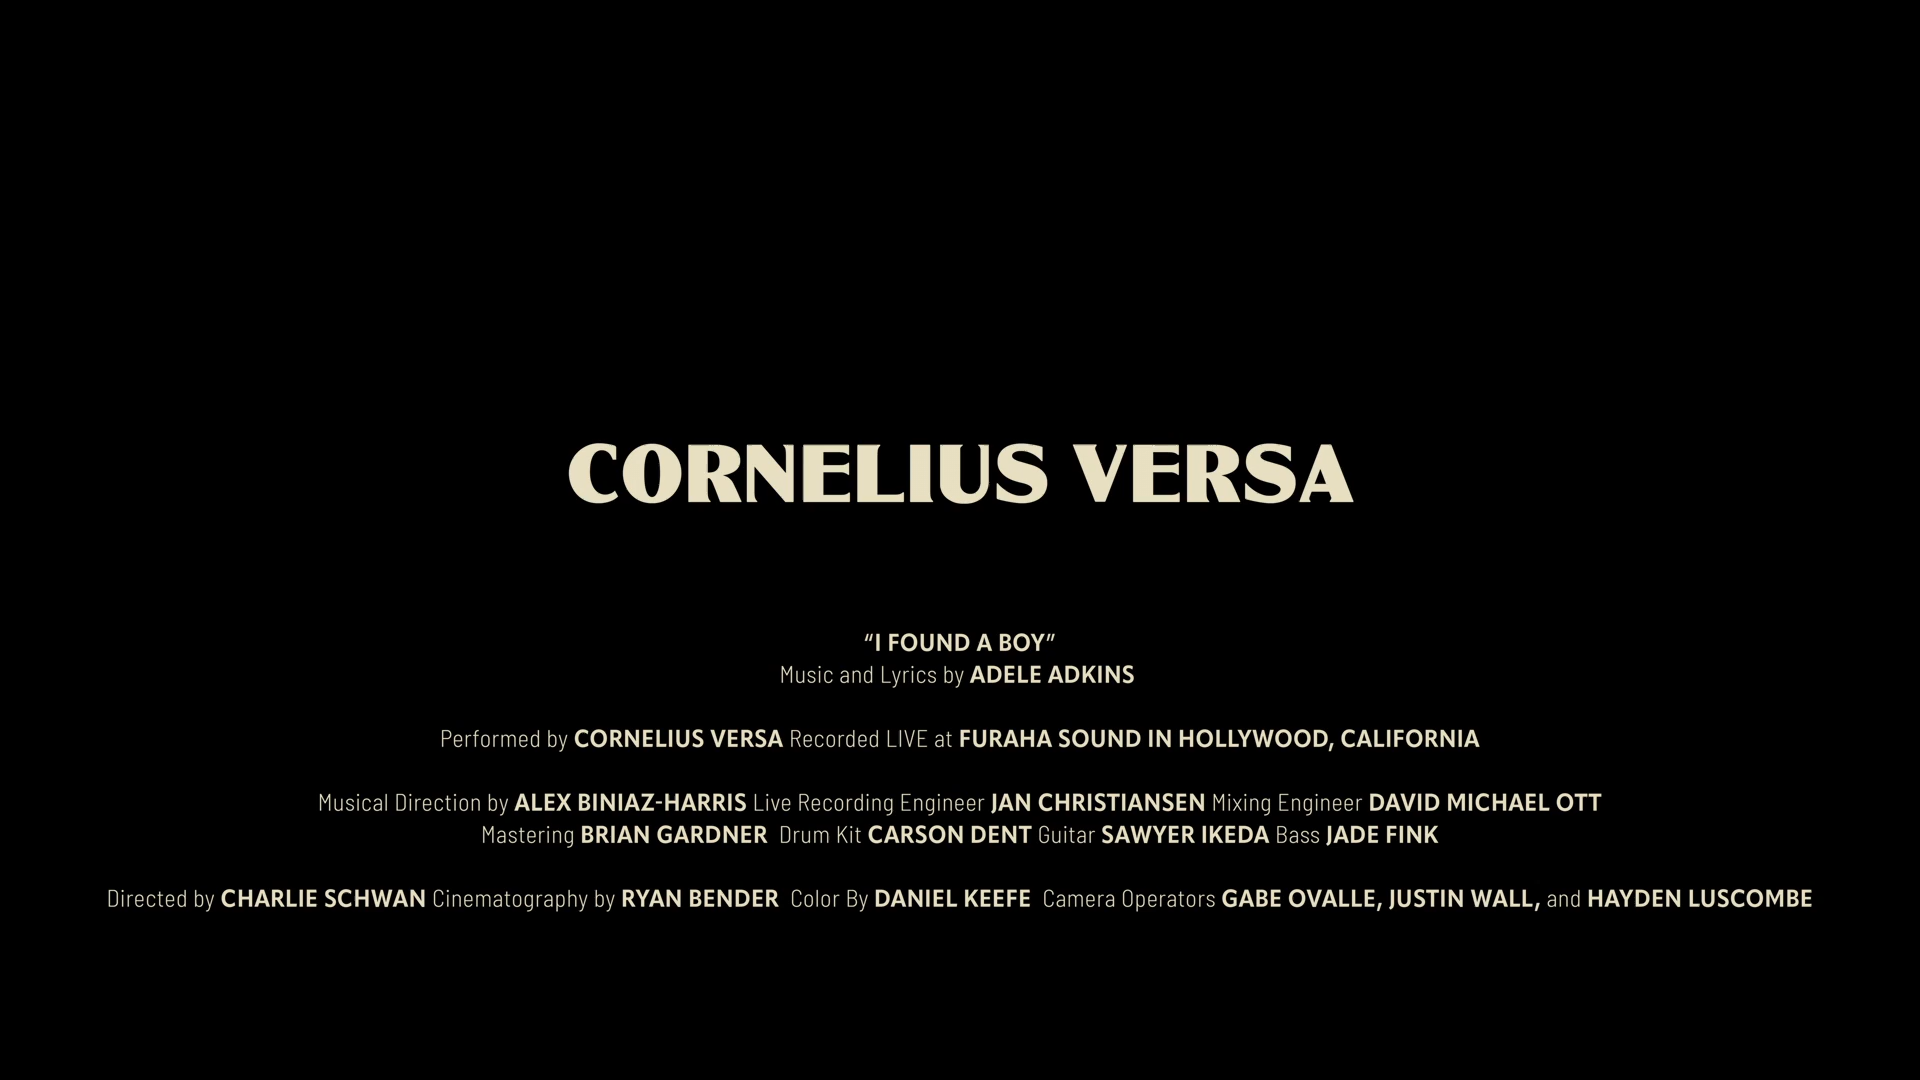 CORNELIUS VERSA
“I FOUND A BOY”
Music and Lyrics by ADELE ADKINS
Performed by CORNELIUS VERSA Recorded LIVE at FURAHA SOUND IN HOLLYWOOD, CALIFORNIA
Musical Direction by ALEX BINIAZ-HARRIS Live Recording Engineer JAN CHRISTIANSEN Mixing Engineer DAVID MICHAEL OTT
Mastering BRIAN GARDNER Drum Kit CARSON DENT Guitar SAWYER IKEDA Bass JADE FINK
Directed by CHARLIE SCHWAN Cinematography by RYAN BENDER Color By DANIEL KEEFE Camera Operators GABE OVALLE, JUSTIN WALL, and HAYDEN LUSCOMBE